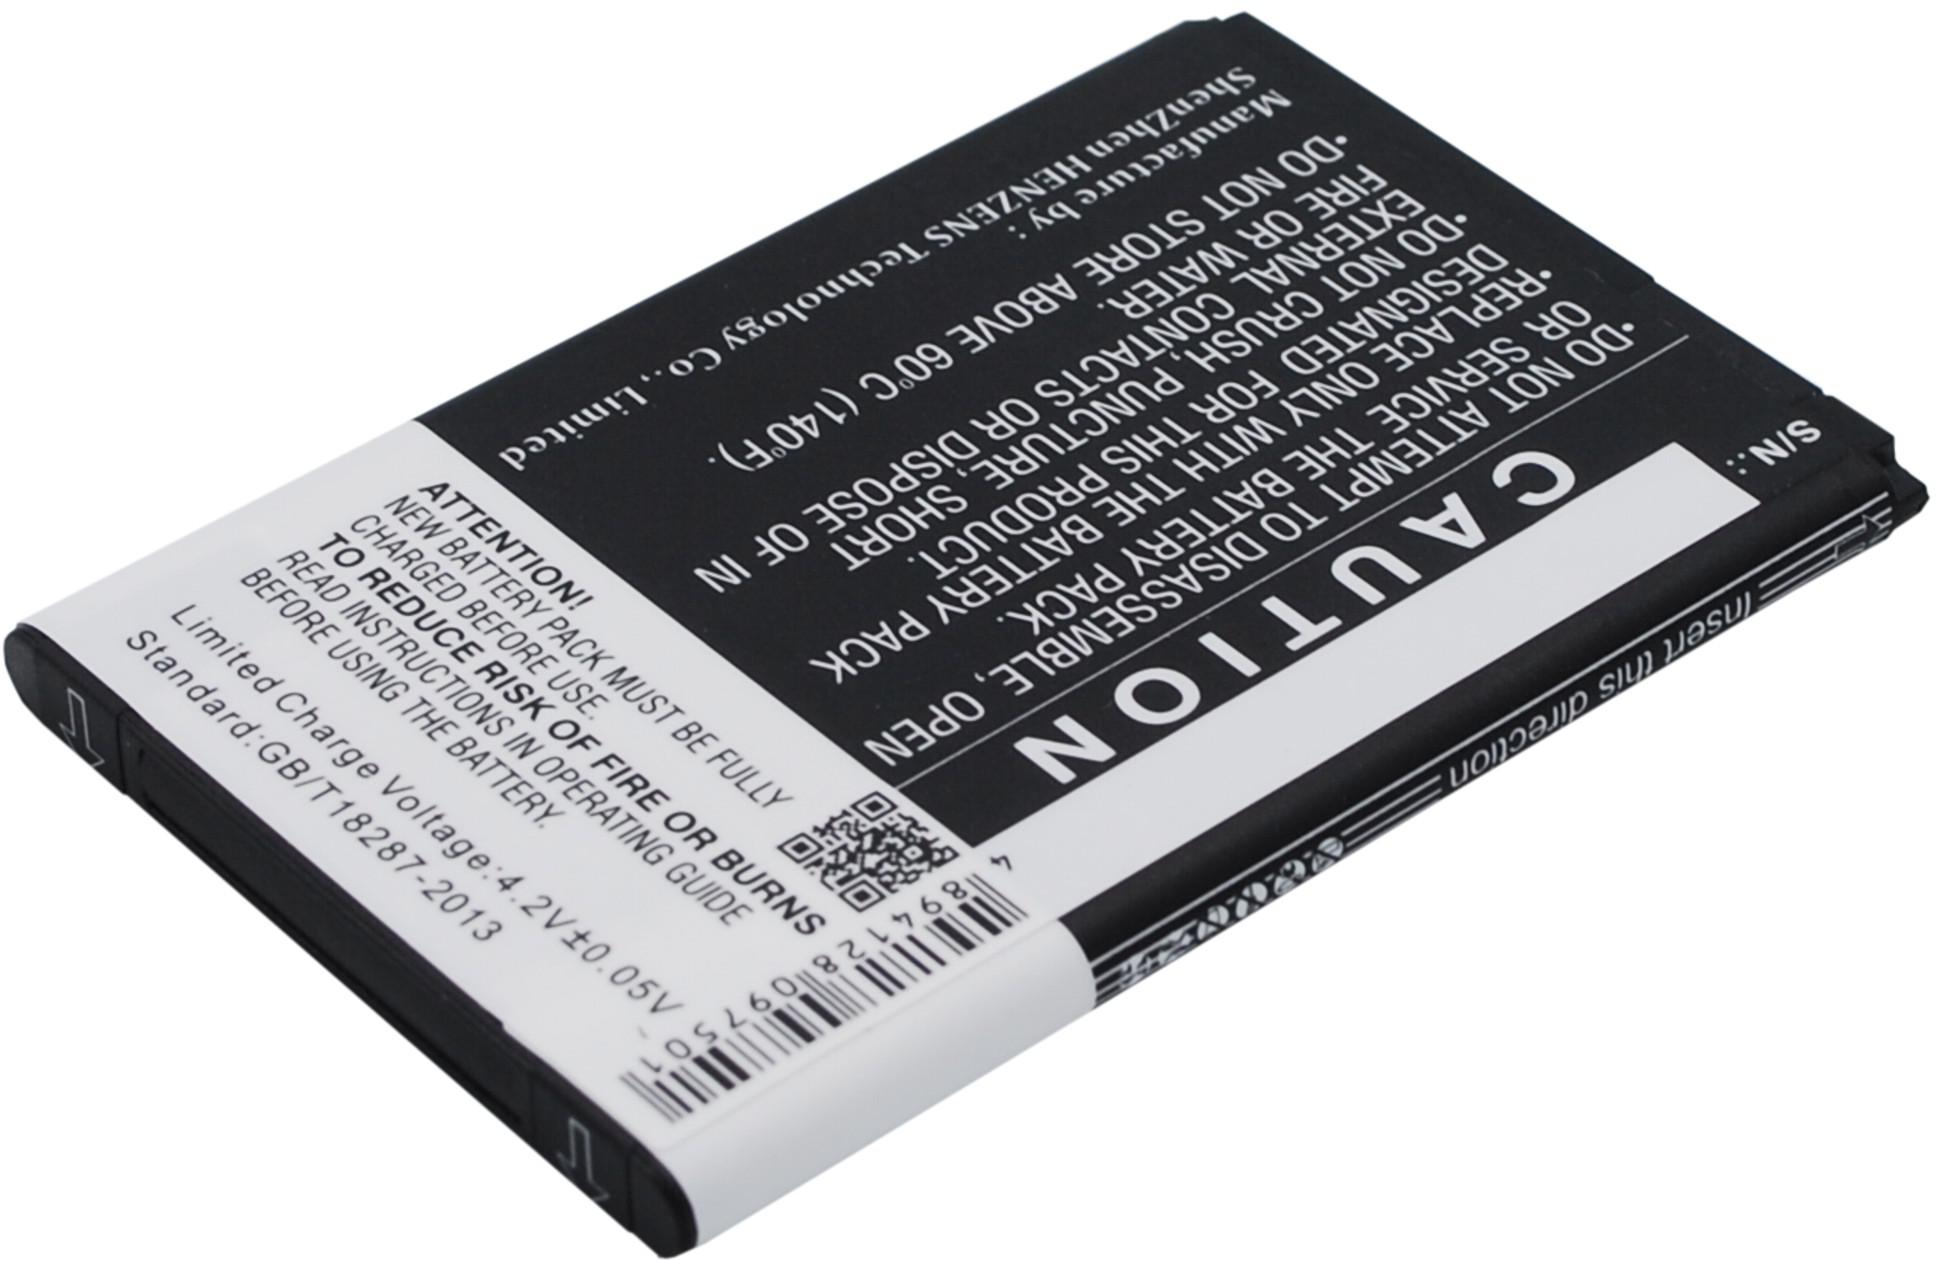 S/N.:
CAUTION
•DO NOT ATTEMPT TO DISASSEMBLE, OPEN
OR SERVICE THE BATTERY PACK.
•REPLACE ONLY WITH THE BATTERY PACK
DESIGNATED FOR THIS PRODUCT.
•DO NOT CRUSH, PUNCTURE, SHORT
EXTERNAL CONTACTS OR DISPOSE OF IN
FIRE OR WATER.
•DO NOT STORE ABOVE 60°C (140°F).
Manufacture by:
ShenZhen HENZENS Technology Co., Limited
ATTENTION!
NEW BATTERY PACK MUST BE FULLY
CHARGED BEFORE USE.
TO REDUCE RISK OF FIRE OR BURNS
READ INSTRUCTIONS IN OPERATING GUIDE
BEFORE USING THE BATTERY.
Limited Charge Voltage:4.2V±0.05V
Standard:GB/T18287-2013
4 894128 097501
Insert this direction